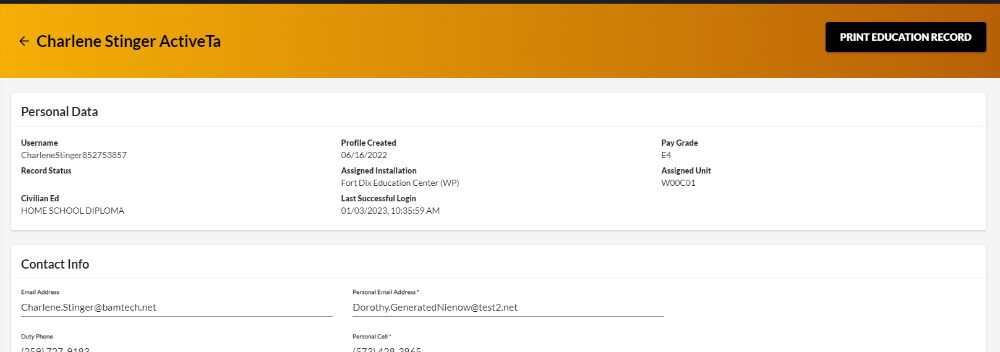 ← Charlene Stinger ActiveTa
PRINT EDUCATION RECORD
Personal Data
Username
CharleneStinger852753857
Profile Created
06/16/2022
Pay Grade
E4
Record Status
Assigned Installation
Fort Dix Education Center (WP)
Assigned Unit
W00C01
Civilian Ed
HOME SCHOOL DIPLOMA
Last Successful Login
01/03/2023, 10:35:59 AM
Contact Info
Email Address
Charlene.Stinger@bamtech.net
Personal Email Address *
Dorothy.GeneratedNienow@test2.net
Duty Phone
(259) 727-9183
Personal Cell *
(573) 428-3865